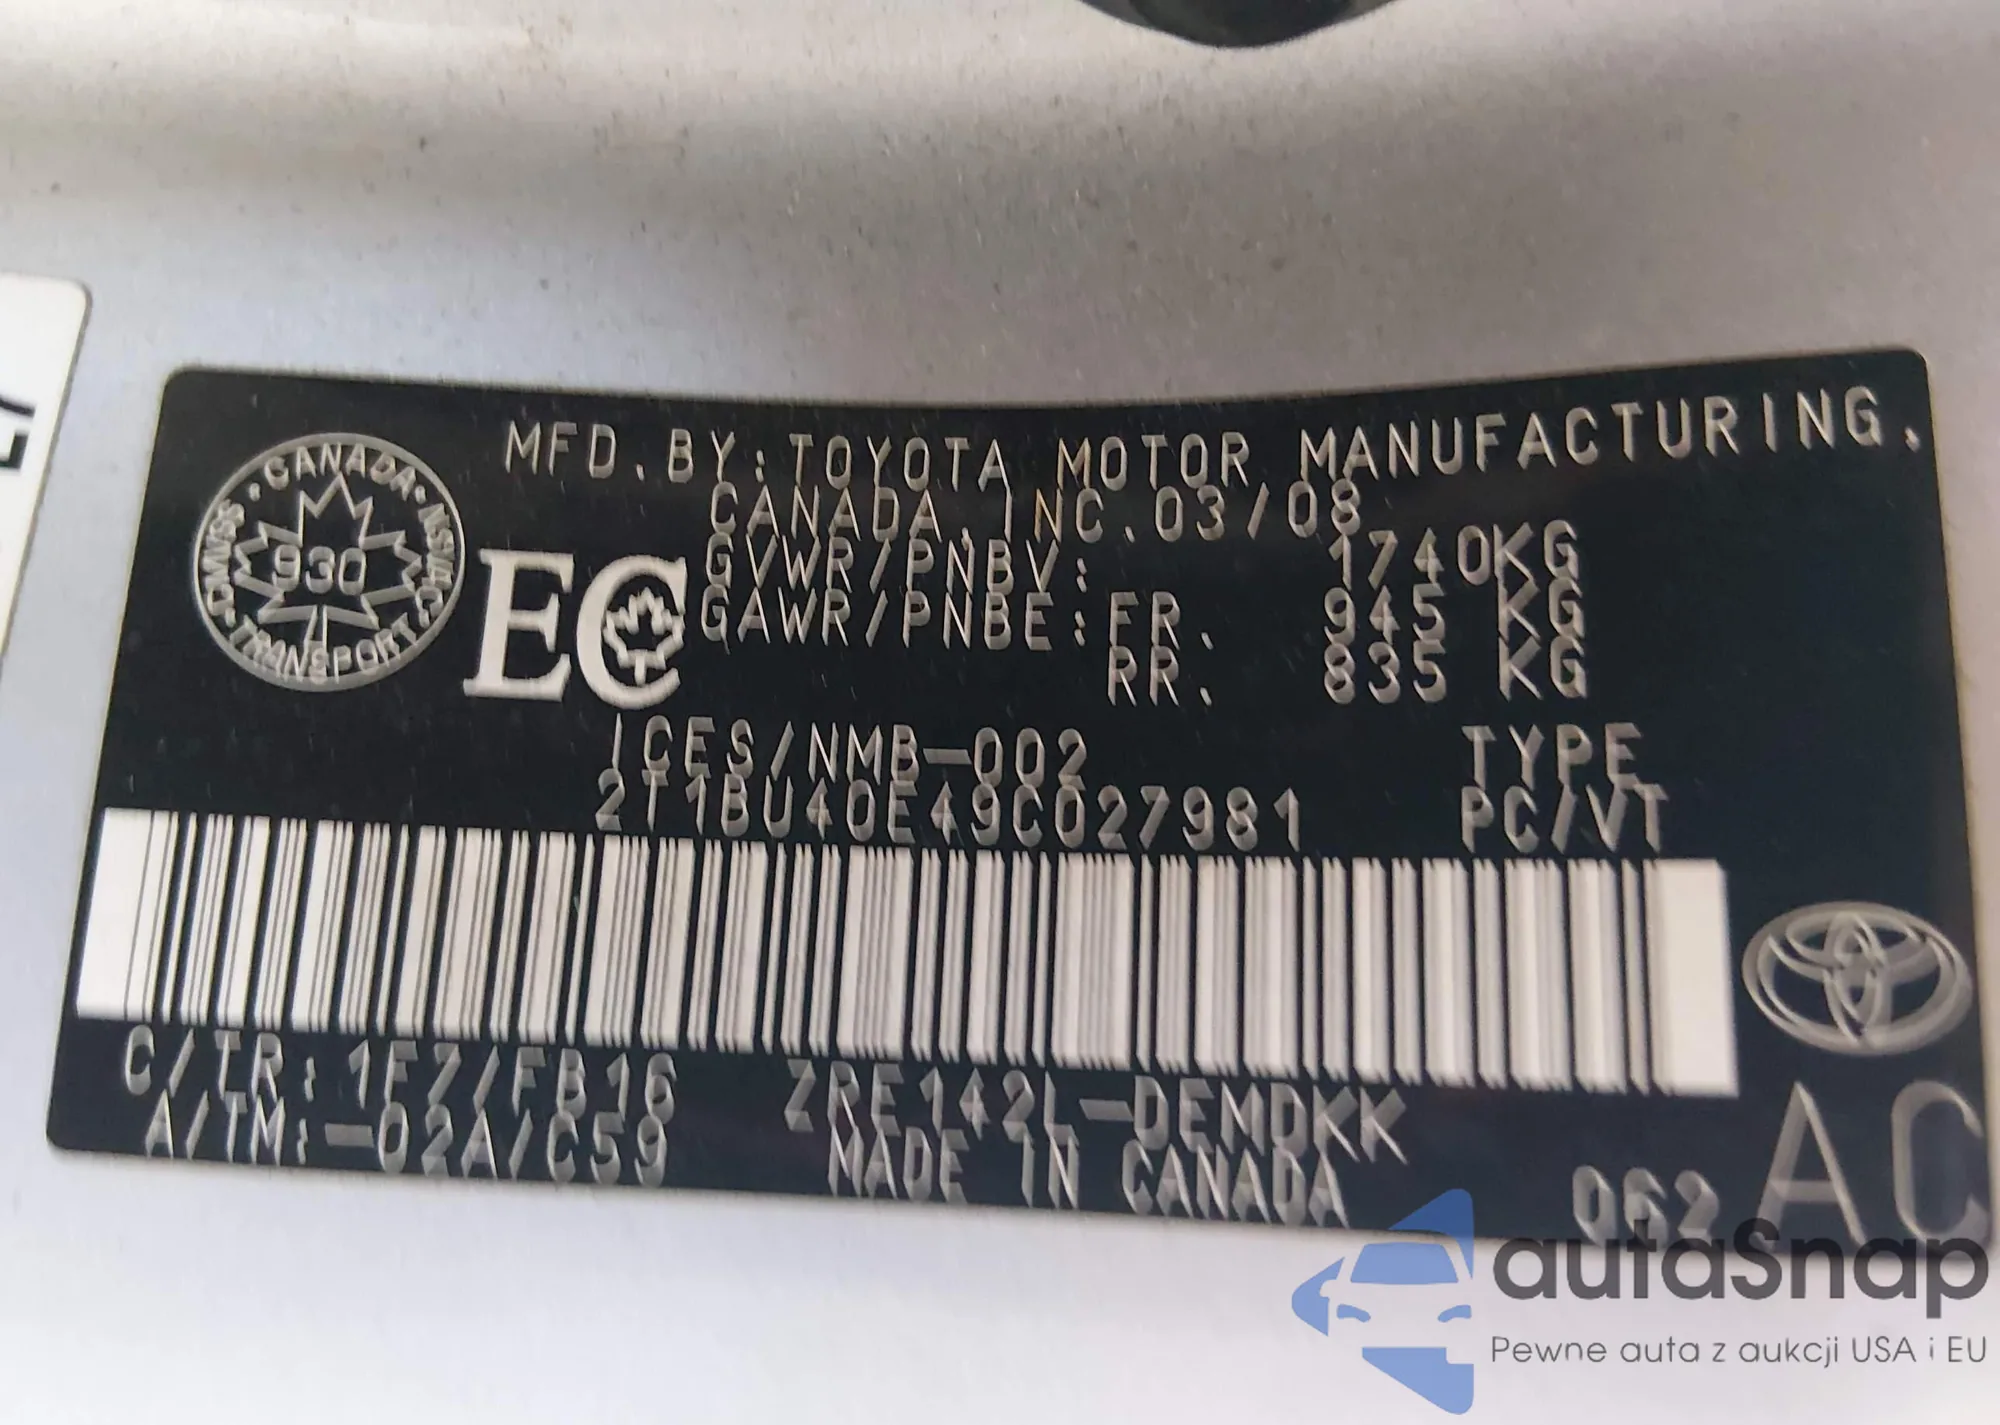 MFD.BY:TOYOTA MOTOR MANUFACTURING.
CANADA,INC.03/08
GVWR/PNBV: 1740KG
GAWR/PNBE:FR. 945 KG
RR. 835 KG
CANADA
930
TRANSPORT
EC
ICES/NMB-002 TYPE
2T1BU40E49C027981 PC/VT
C/TR:1F7/FB16 ZRE142L-DEMDKK
A/TM:-02A/C59 MADE IN CANADA
062 AC
autaSnap
Pewne auta z aukcji USA i EU